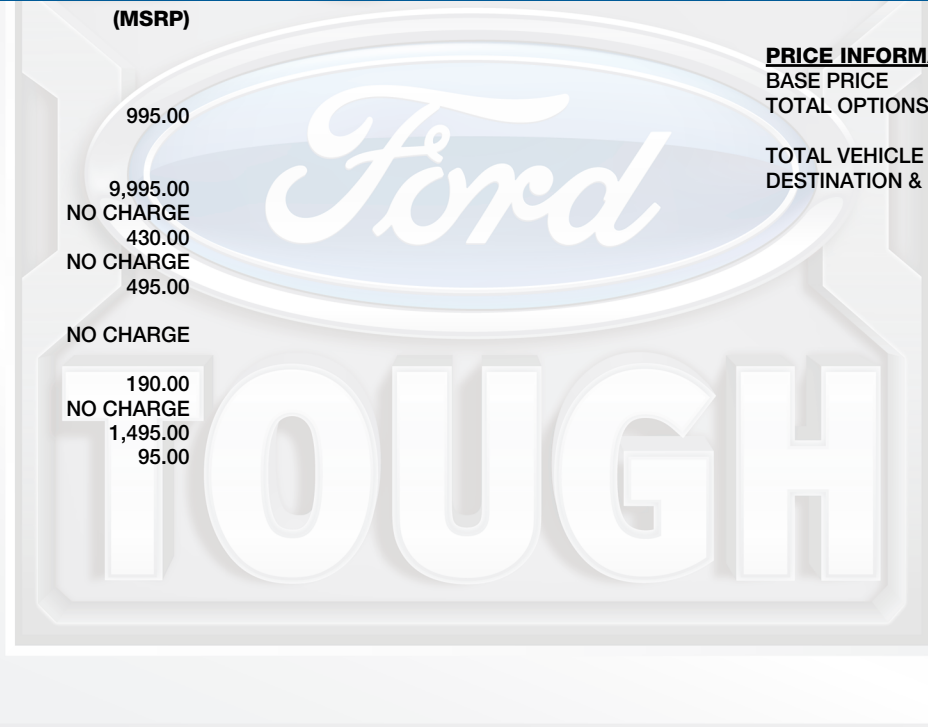 (MSRP)
995.00
9,995.00
NO CHARGE
430.00
NO CHARGE
495.00
NO CHARGE
190.00
NO CHARGE
1,495.00
95.00
PRICE
BASE PRICE
TOTAL OPTIONS
TOTAL VEHICLE
DESTINATION &
Ford
TOUGH